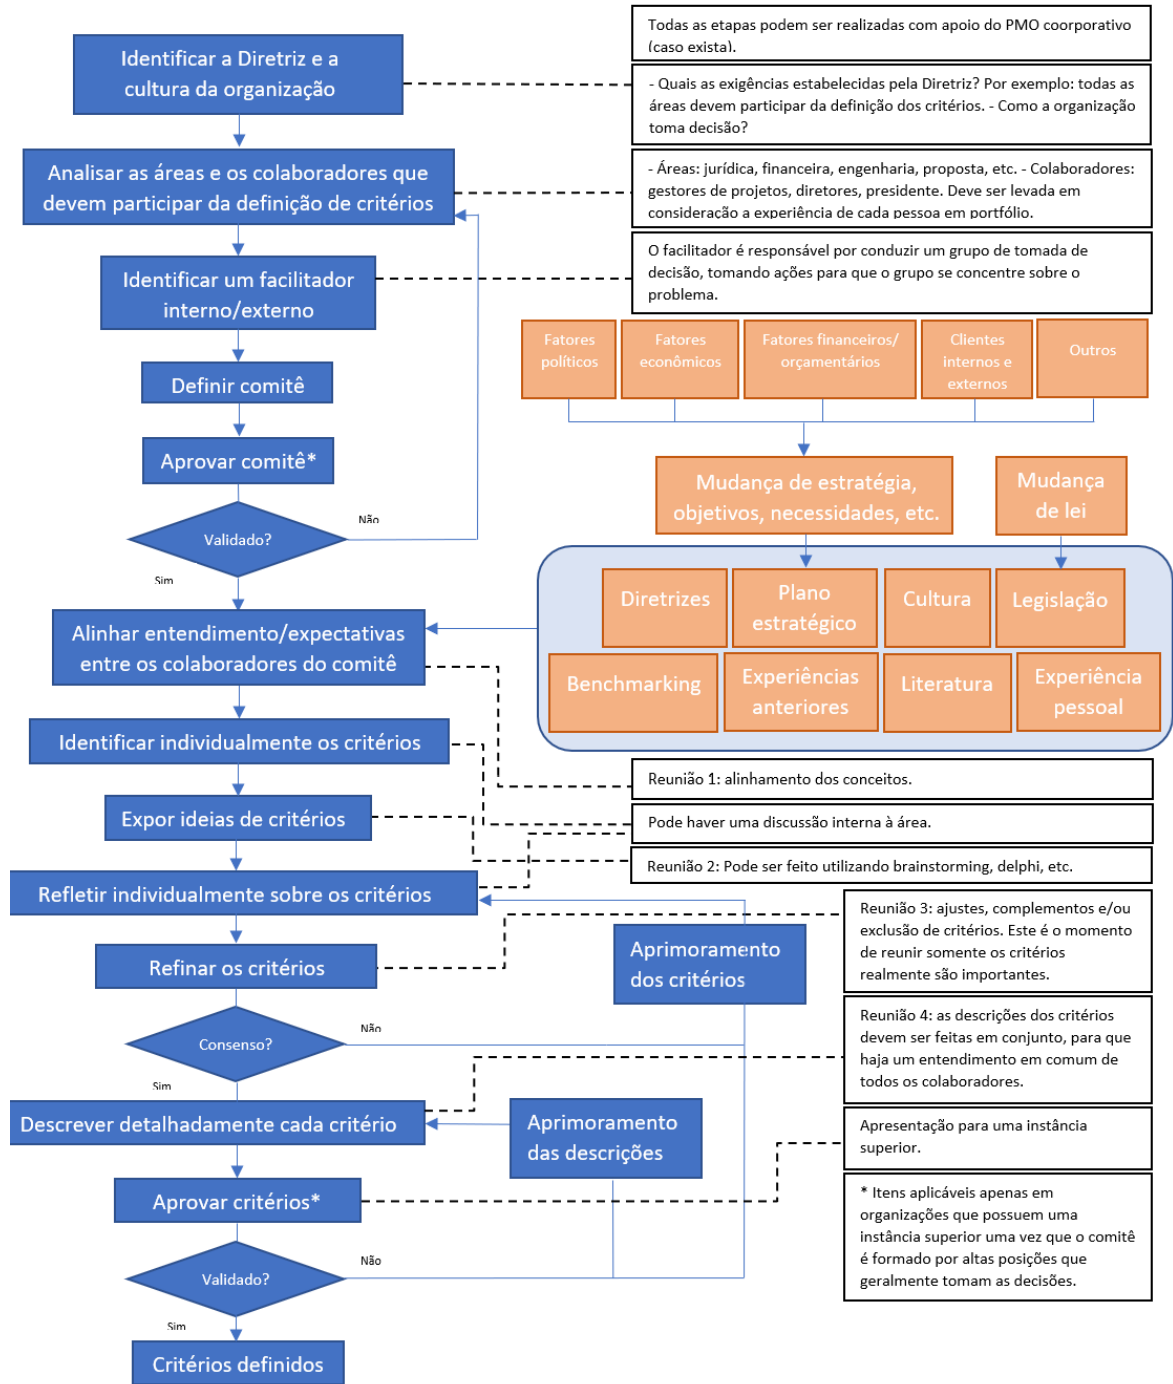 Todas as etapas podem ser realizadas com apoio do PMO coorporativo
(caso exista).
Identificar a Diretriz e a
cultura da organização
- Quais as exigências estabelecidas pela Diretriz? Por exemplo: todas as
áreas devem participar da definição dos critérios. - Como a organização
toma decisão?
Analisar as áreas e os colaboradores que
devem participar da definição de critérios
- Áreas: jurídica, financeira, engenharia, proposta, etc. - Colaboradores:
gestores de projetos, diretores, presidente. Deve ser levada em
consideração a experiência de cada pessoa em portfólio.
Identificar um facilitador
interno/externo
O facilitador é responsável por conduzir um grupo de tomada de
decisão, tomando ações para que o grupo se concentre sobre o
problema.
Fatores
políticos
Fatores
econômicos
Fatores financeiros/
orçamentários
Clientes
internos e
externos
Outros
Definir comitê
Aprovar comitê*
Mudança de estratégia,
objetivos, necessidades, etc.
Mudança
de lei
Validado?
Não
Sim
Diretrizes
Plano
estratégico
Cultura
Legislação
Benchmarking
Experiências
anteriores
Literatura
Experiência
pessoal
Alinhar entendimento/expectativas
entre os colaboradores do comitê
Identificar individualmente os critérios
Reunião 1: alinhamento dos conceitos.
Expor ideias de critérios
Pode haver uma discussão interna à área.
Reunião 2: Pode ser feito utilizando brainstorming, delphi, etc.
Refletir individualmente sobre os critérios
Refinar os critérios
Aprimoramento
dos critérios
Reunião 3: ajustes, complementos e/ou
exclusão de critérios. Este é o momento
de reunir somente os critérios
realmente são importantes.
Consenso?
Não
Sim
Reunião 4: as descrições dos critérios
devem ser feitas em conjunto, para que
haja um entendimento em comum de
todos os colaboradores.
Descrever detalhadamente cada critério
Aprimoramento
das descrições
Apresentação para uma instância
superior.
Aprovar critérios*
* Itens aplicáveis apenas em
organizações que possuem uma
instância superior uma vez que o comitê
é formado por altas posições que
geralmente tomam as decisões.
Validado?
Não
Sim
Critérios definidos